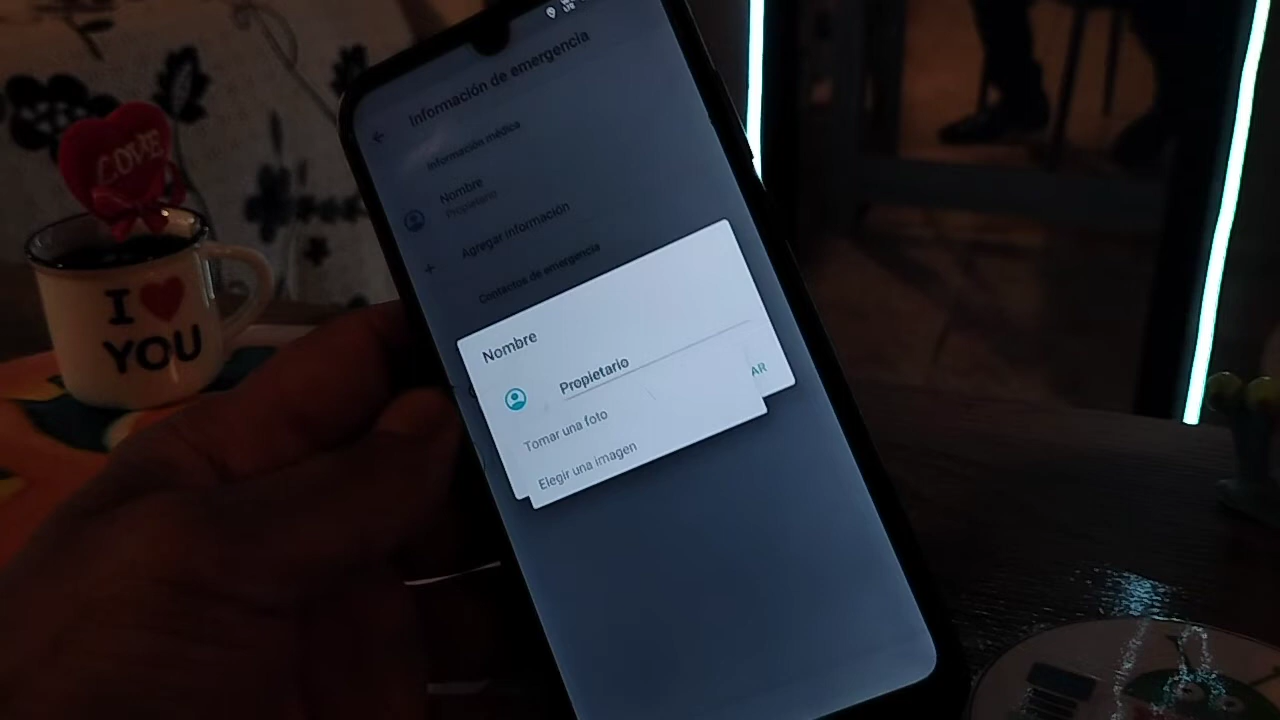 Información de emergencia
Información médica
Nombre
Propietario
Agregar información
Contactos de emergencia
Nombre
Propietario
AR
Tomar una foto
Elegir una imagen
LOVE
I
YOU